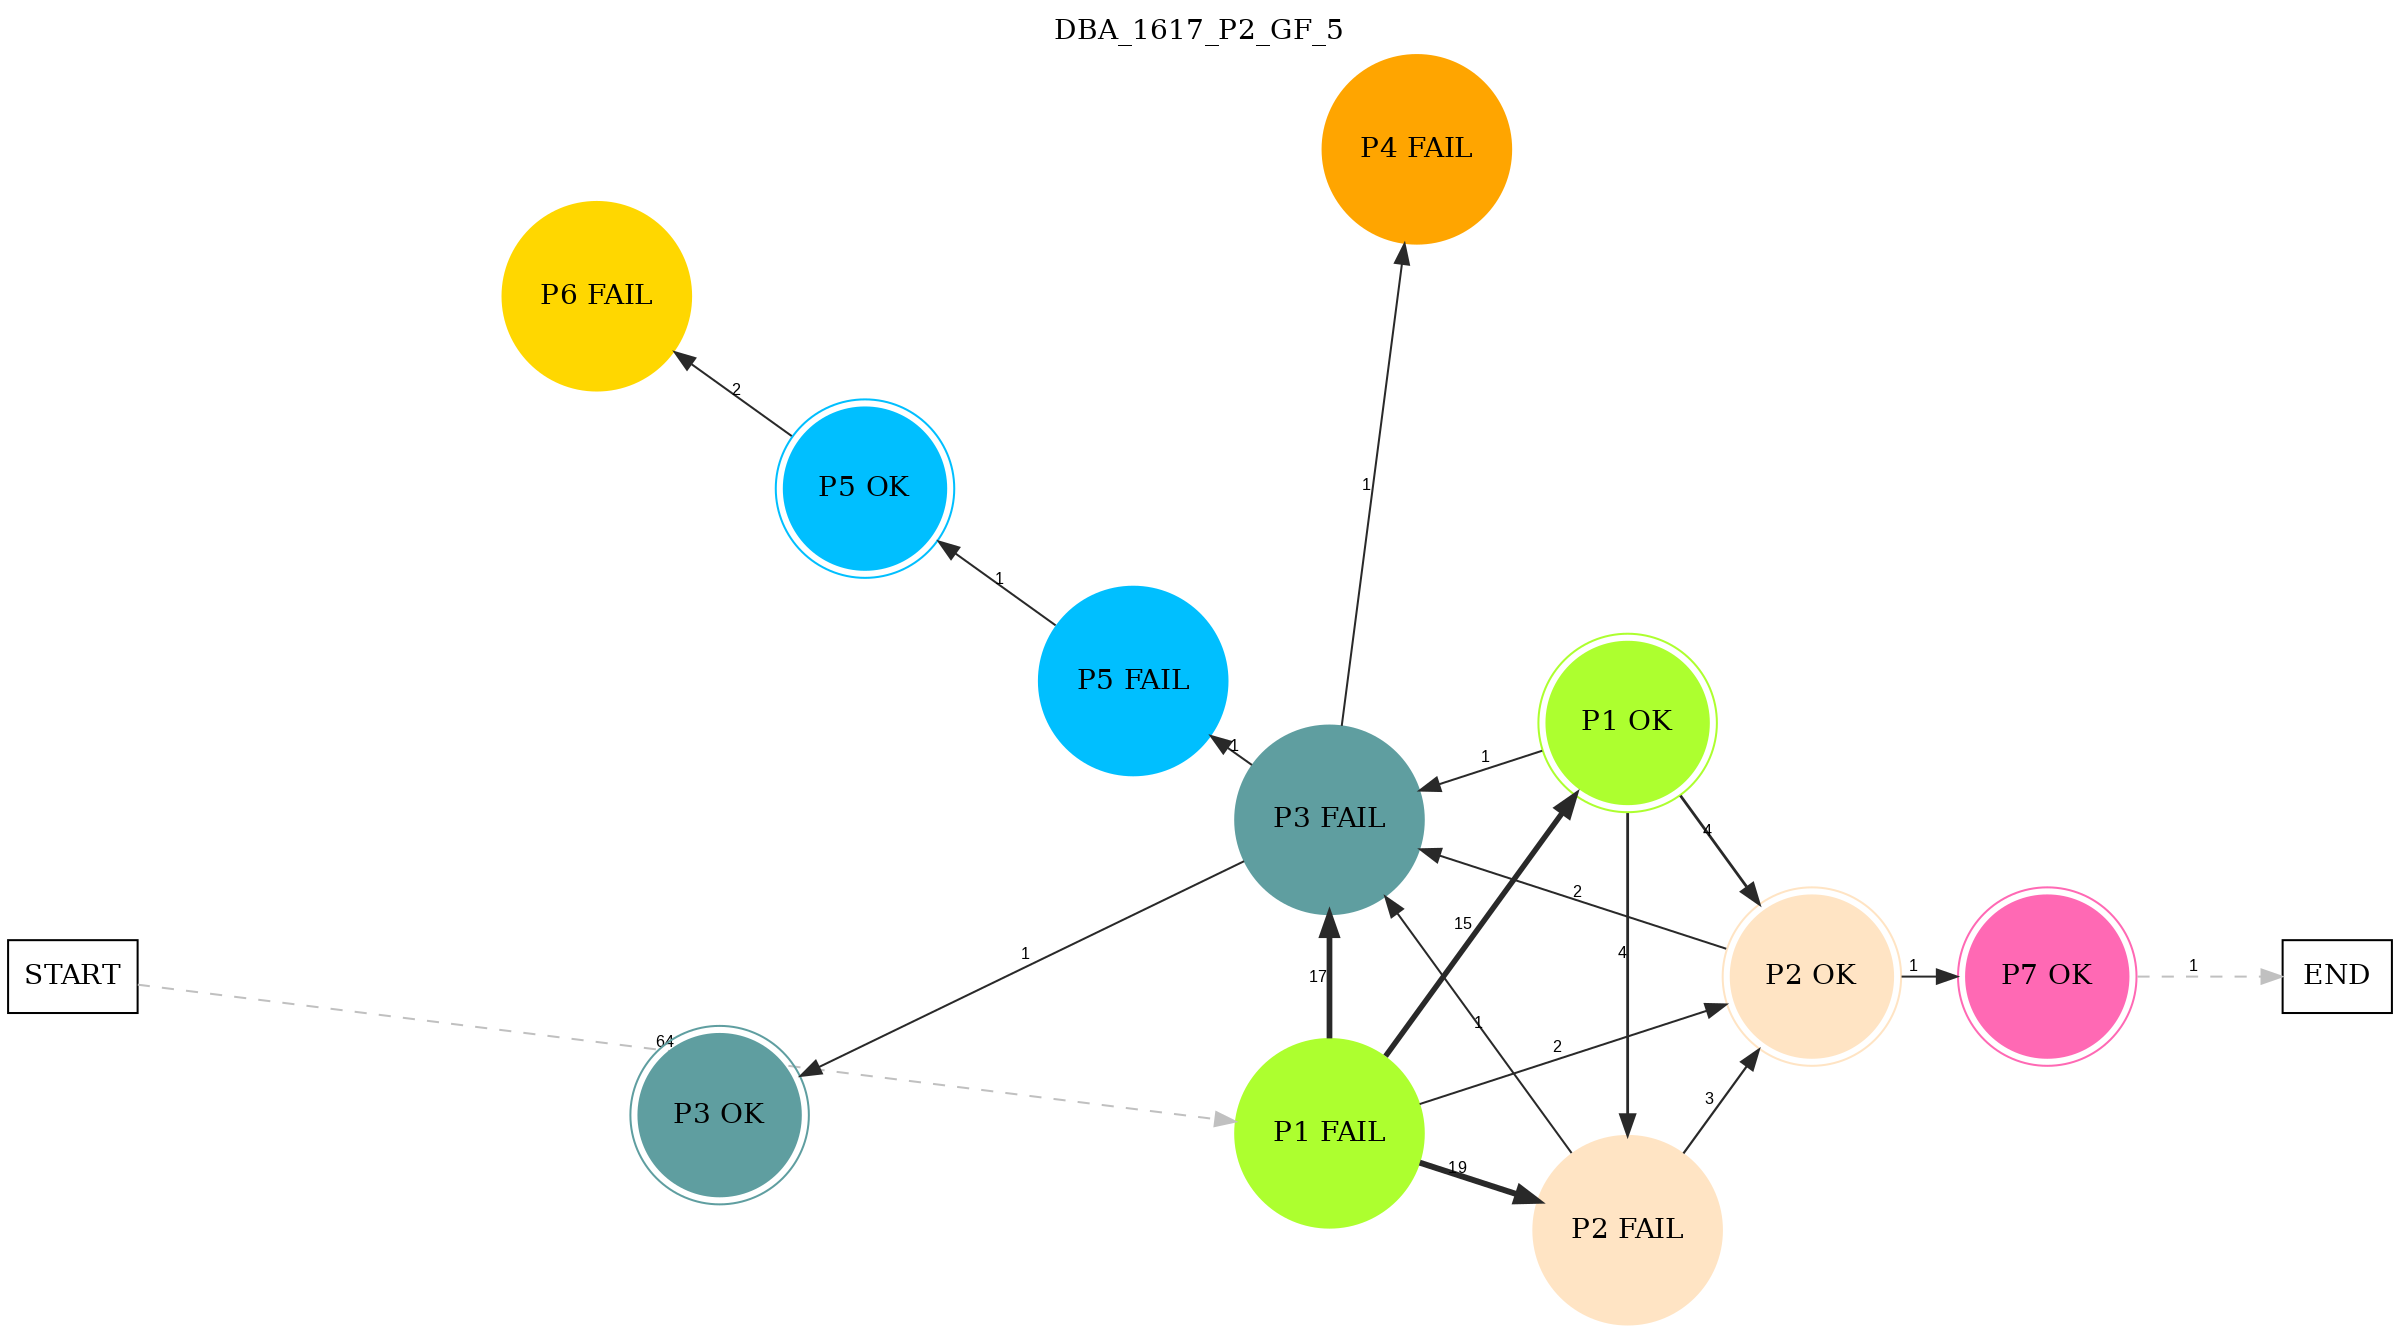 DBA_1617_P2_GF_5
P4 FAIL
P6 FAIL
2
P5 OK
1
1
P5 FAIL
1
P1 OK
1
P3 FAIL
4
2
15
4
1
START
17
P2 OK
1
P7 OK
1
END
64
1
2
3
P3 OK
P1 FAIL
19
P2 FAIL